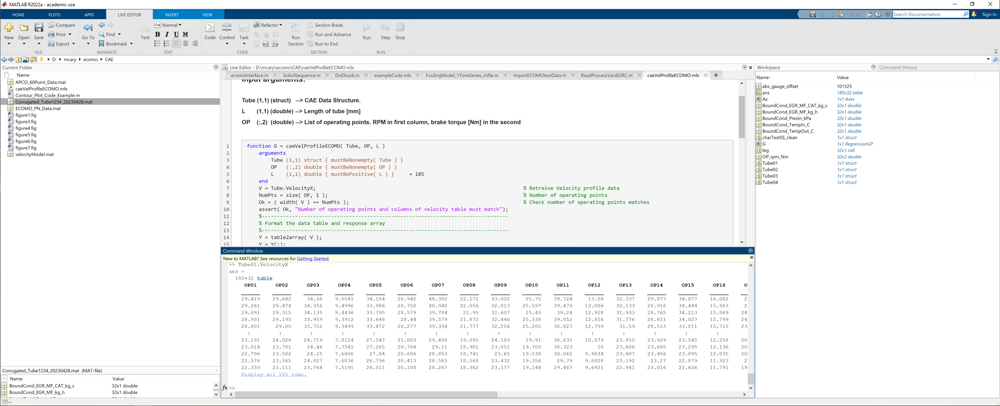 MATLAB R2022a - academic use
HOME PLOTS APPS LIVE EDITOR INSERT VIEW Search Documentation Sign In
New Open Save Compare Print Export FILE
Go To Find Bookmark NAVIGATE
Text Normal B I U M TEXT
Code Control Task Refactor CODE
Run Section Section Break Run and Advance Run to End SECTION
Run Step Stop RUN
D: mcary ecomo CAE
Current Folder
Name
APCO_60Point_Data.mat
caeVelProfileECOMO.mlx
Contour_Plot_Code_Example.m
Corrugated_Tube1234_20230428.mat
ECOMO_PN_Data.mat
figure1.fig
figure3.fig
figure4.fig
figure5.fig
figure6.fig
figure7.fig
velocityModel.mat
Corrugated_Tube1234_20230428.mat (MAT-file)
Name Value
BoundCond_EGR_MF_CAT_kg_s 32x1 double
BoundCond_EGR_MF_kg_h 32x1 double
Live Editor - D:\mcary\ecomo\CAE\caeVelProfileECOMO.mlx
ecomoInterface.m SobolSequence.m DoEhook.m exampleCode.mlx FoulingModel_1TimeSeries_mfile.m importECOMOtestData.m ReadProcessVarsEGRC.m caeVelProfileECOMO.mlx
Input arguments:
Tube (1,1) (struct) --> CAE Data Structure.
L (1,1) (double) --> Length of tube [mm]
OP (:,2) (double) --> List of operating points. RPM in first column, brake torque [Nm] in the second
1 function G = caeVelProfileECOMO( Tube, OP, L )
2 arguments
3 Tube (1,1) struct { mustBeNonempty( Tube ) }
4 OP (:,2) double { mustBeNonempty( OP ) }
5 L (1,1) double { mustBePositive( L ) } = 185
6 end
7 V = Tube.VelocityX; % Retreive Velocity profile data
8 NumPts = size( OP, 1 ); % Number of operating points
9 Ok = ( width( V ) == NumPts ); % Check number of operating points matches
10 assert( Ok, "Number of operating points and columns of velocity table must match");
11 %----------------------------------------------------------------------------------
12 % Format the data table and response array
13 %----------------------------------------------------------------------------------
14 Y = table2array( V );
15 Y = Y(:);
Command Window
New to MATLAB? See resources for Getting Started.
>> Tube01.VelocityX
ans =
185×32 table
OP01 OP02 OP03 OP04 OP05 OP06 OP07 OP08 OP09 OP10 OP11 OP12 OP13 OP14 OP15 OP16 O
29.419 29.642 34.58 9.5541 34.184 28.942 40.302 22.171 33.022 25.75 39.724 13.08 32.337 29.077 34.677 16.062 2
29.261 29.474 34.356 9.4996 33.986 28.758 40.042 22.056 32.813 25.597 39.479 13.006 32.133 28.916 34.444 15.963 2
29.091 29.315 34.135 9.4436 33.795 28.579 39.784 21.95 32.607 25.45 39.24 12.928 31.933 28.765 34.213 15.869 24
28.931 29.195 33.959 9.3912 33.648 28.44 39.579 21.872 32.446 25.338 39.052 12.856 31.776 28.651 34.027 15.799 24
28.801 29.05 33.752 9.3499 33.472 28.277 39.334 21.777 32.256 25.205 38.827 12.799 31.59 28.513 33.811 15.715 23
: : : : : : : : : : : : : : : :
23.191 24.026 24.719 7.8124 27.547 21.003 29.408 19.095 24.103 19.91 30.635 10.079 23.855 23.929 23.545 12.258 20
23.014 23.781 24.46 7.7541 27.265 20.784 29.11 18.901 23.851 19.705 30.323 10 23.606 23.685 23.295 12.136 20
22.796 23.582 24.25 7.6806 27.04 20.606 28.853 18.741 23.65 19.538 30.062 9.9034 23.407 23.486 23.095 12.035 20
22.576 23.365 24.027 7.6036 26.796 20.413 28.585 18.568 23.432 19.356 29.79 9.8028 23.192 23.27 22.879 11.923 2
22.333 23.111 23.764 7.5191 26.511 20.188 28.267 18.362 23.177 19.144 29.467 9.6921 22.941 23.016 22.626 11.791 19
Display all 185 rows.
fx >>
Workspace Command History
Name Value
abs_gauge_offset 101325
ans 185x32 table
Ax 1x1 Axes
BoundCond_EGR_MF_CAT_kg_s 32x1 double
BoundCond_EGR_MF_kg_h 32x1 double
BoundCond_PresIn_kPa 32x1 double
BoundCond_TempIn_C 32x1 double
BoundCond_TempOut_C 32x1 double
charTestSS_clean 1x1 struct
G 1x1 RegressionGP
leg 32x1 cell
OP_rpm_Nm 32x2 double
Tube01 1x1 struct
Tube02 1x1 struct
Tube03 1x1 struct
Tube04 1x1 struct